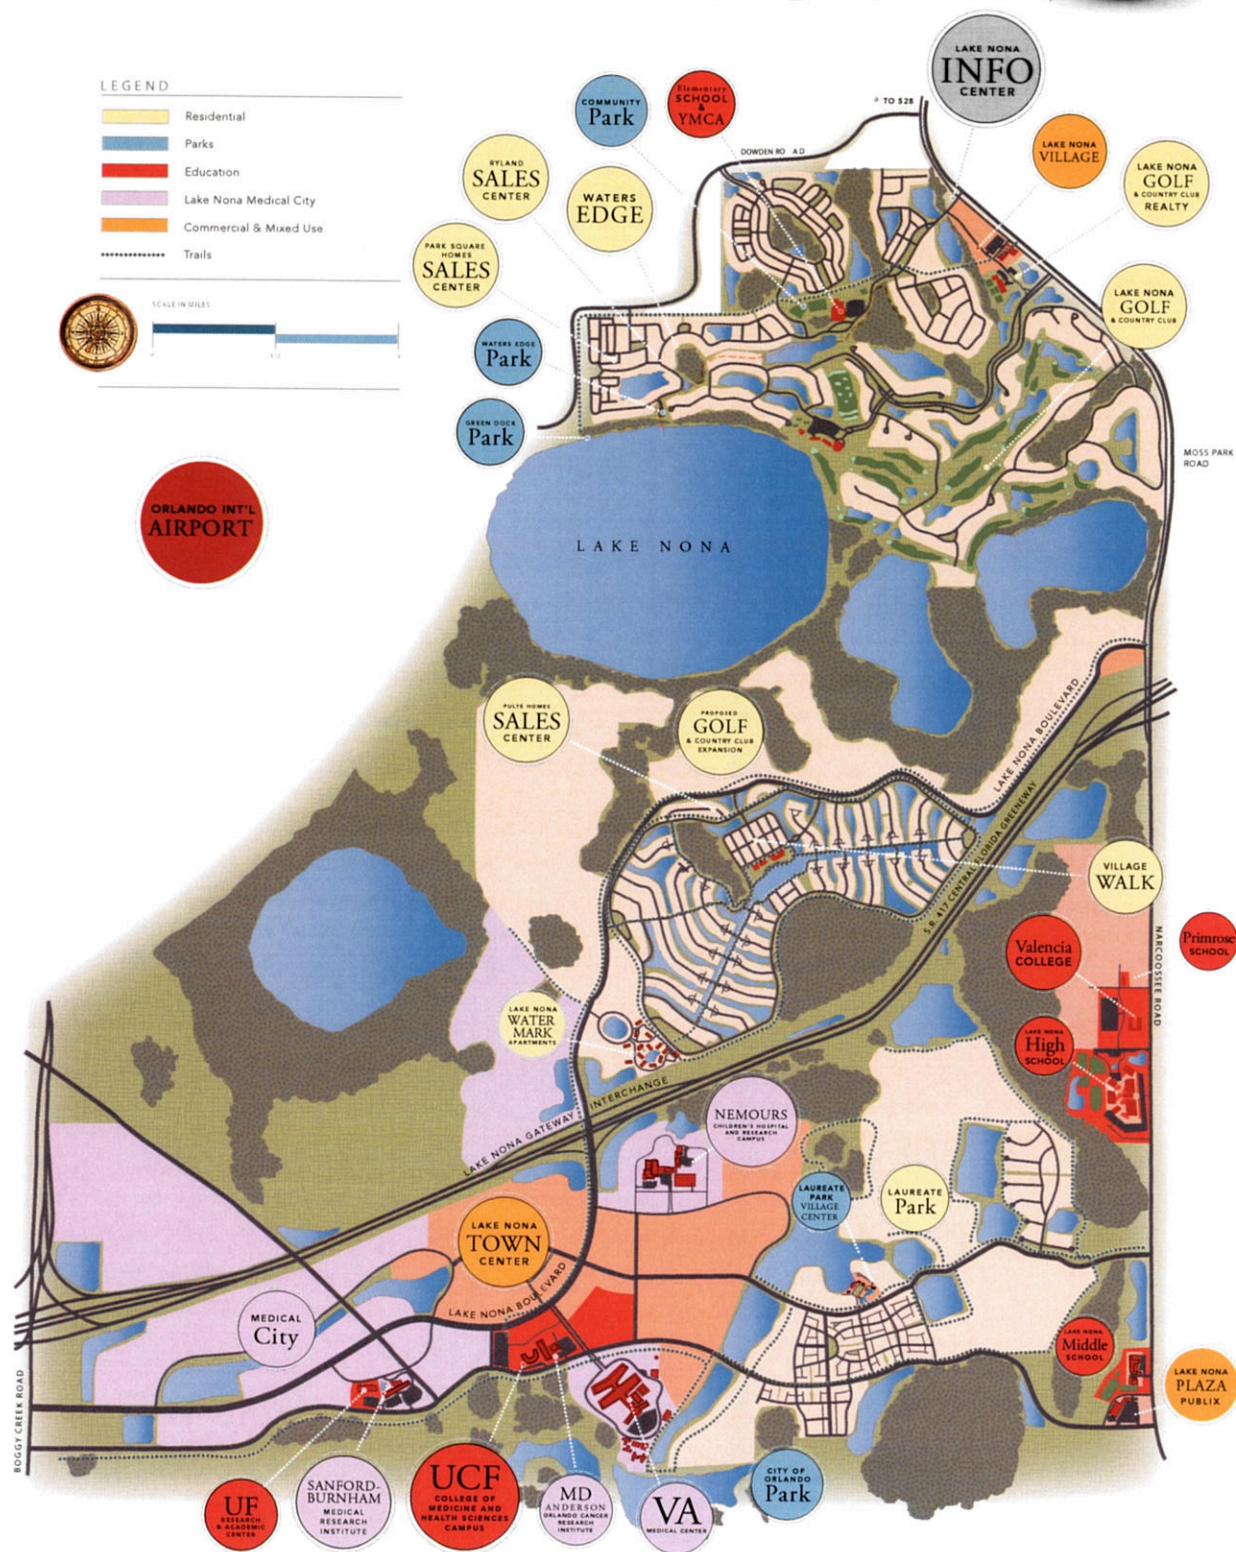 LEGEND
Residential
Parks
Education
Lake Nona Medical City
Commercial & Mixed Use
Trails
SCALE IN MILES
LAKE NONA
INFO
CENTER
COMMUNITY
Park
Elementary
SCHOOL
&
YMCA
TO 528
DOWDEN RO AD
LAKE NONA
VILLAGE
RYLAND
SALES
CENTER
WATERS
EDGE
LAKE NONA
GOLF
& COUNTRY CLUB
REALTY
PARK SQUARE
HOMES
SALES
CENTER
LAKE NONA
GOLF
& COUNTRY CLUB
WATERS EDGE
Park
GREEN DOCK
Park
MOSS PARK
ROAD
ORLANDO INT'L
AIRPORT
LAKE NONA
PULTE HOMES
SALES
CENTER
PROPOSED
GOLF
& COUNTRY CLUB
EXPANSION
LAKE NONA BOULEVARD
S.R. 417 CENTRAL FLORIDA GREENEWAY
VILLAGE
WALK
Valencia
COLLEGE
Primrose
SCHOOL
NARCOOSSEE ROAD
LAKE NONA
WATER
MARK
APARTMENTS
LAKE NONA
High
SCHOOL
LAKE NONA GATEWAY INTERCHANGE
NEMOURS
CHILDREN'S HOSPITAL
AND RESEARCH
CAMPUS
LAUREATE
PARK
VILLAGE
CENTER
LAUREATE
Park
LAKE NONA
TOWN
CENTER
LAKE NONA BOULEVARD
MEDICAL
City
LAKE NONA
Middle
SCHOOL
LAKE NONA
PLAZA
PUBLIX
BOGGY CREEK ROAD
UF
RESEARCH
& ACADEMIC
CENTER
SANFORD-
BURNHAM
MEDICAL
RESEARCH
INSTITUTE
UCF
COLLEGE OF
MEDICINE AND
HEALTH SCIENCES
CAMPUS
MD
ANDERSON
ORLANDO CANCER
RESEARCH
INSTITUTE
VA
MEDICAL CENTER
CITY OF
ORLANDO
Park